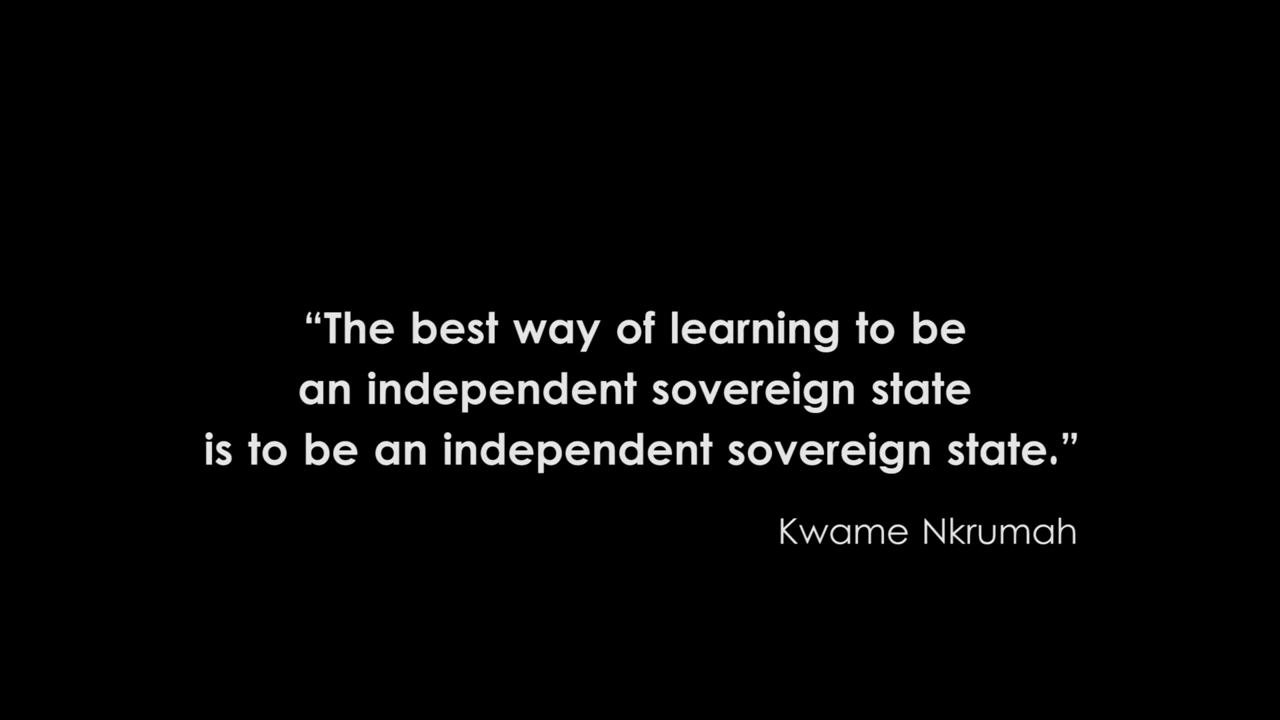 “The best way of learning to be
an independent sovereign state
is to be an independent sovereign state.”
Kwame Nkrumah